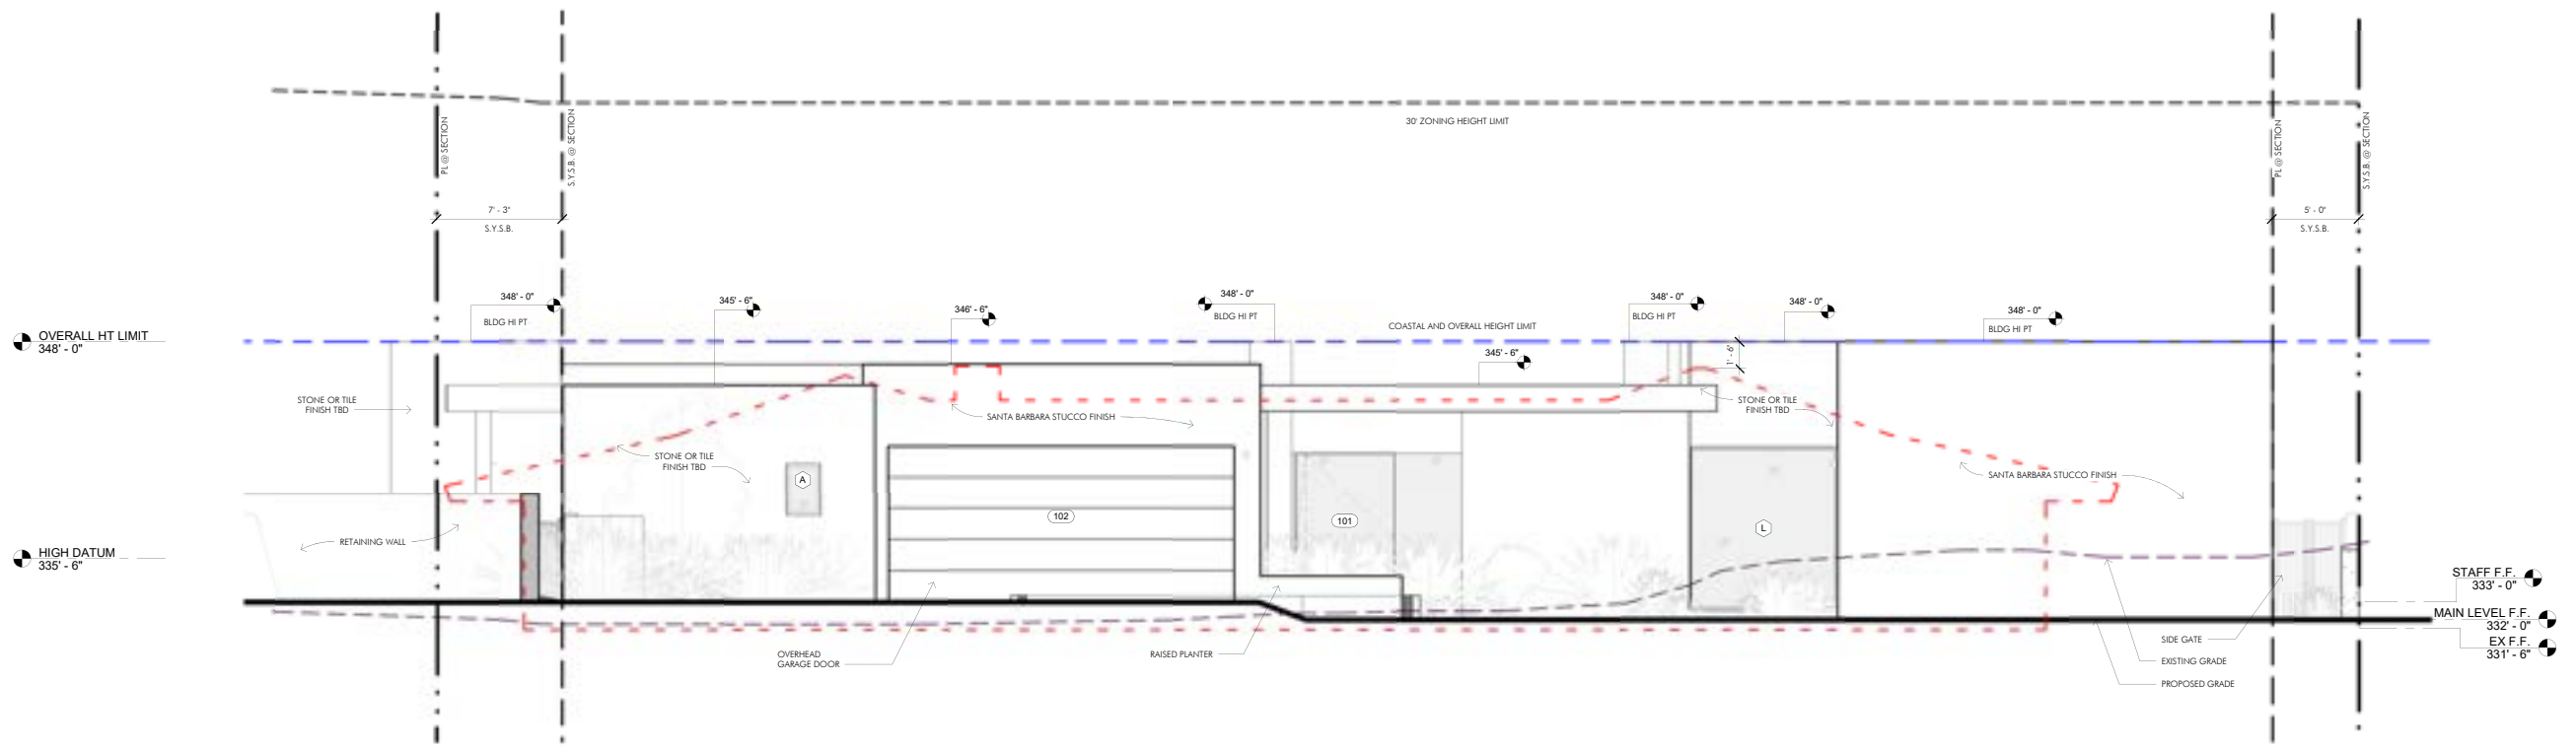 30' ZONING HEIGHT LIMIT
PL @ SECTION
S.Y.S.B. @ SECTION
PL @ SECTION
S.Y.S.B. @ SECTION
7' - 3"
S.Y.S.B.
5' - 0"
S.Y.S.B.
348' - 0"
BLDG HI PT
345' - 6"
346' - 6"
348' - 0"
BLDG HI PT
348' - 0"
BLDG HI PT
348' - 0"
348' - 0"
BLDG HI PT
OVERALL HT LIMIT
348' - 0"
COASTAL AND OVERALL HEIGHT LIMIT
345' - 6"
1' - 6"
STONE OR TILE
FINISH TBD
SANTA BARBARA STUCCO FINISH
STONE OR TILE
FINISH TBD
STONE OR TILE
FINISH TBD
SANTA BARBARA STUCCO FINISH
A
102
101
L
RETAINING WALL
HIGH DATUM
335' - 6"
STAFF F.F.
333' - 0"
MAIN LEVEL F.F.
332' - 0"
EX F.F.
331' - 6"
OVERHEAD
GARAGE DOOR
RAISED PLANTER
SIDE GATE
EXISTING GRADE
PROPOSED GRADE